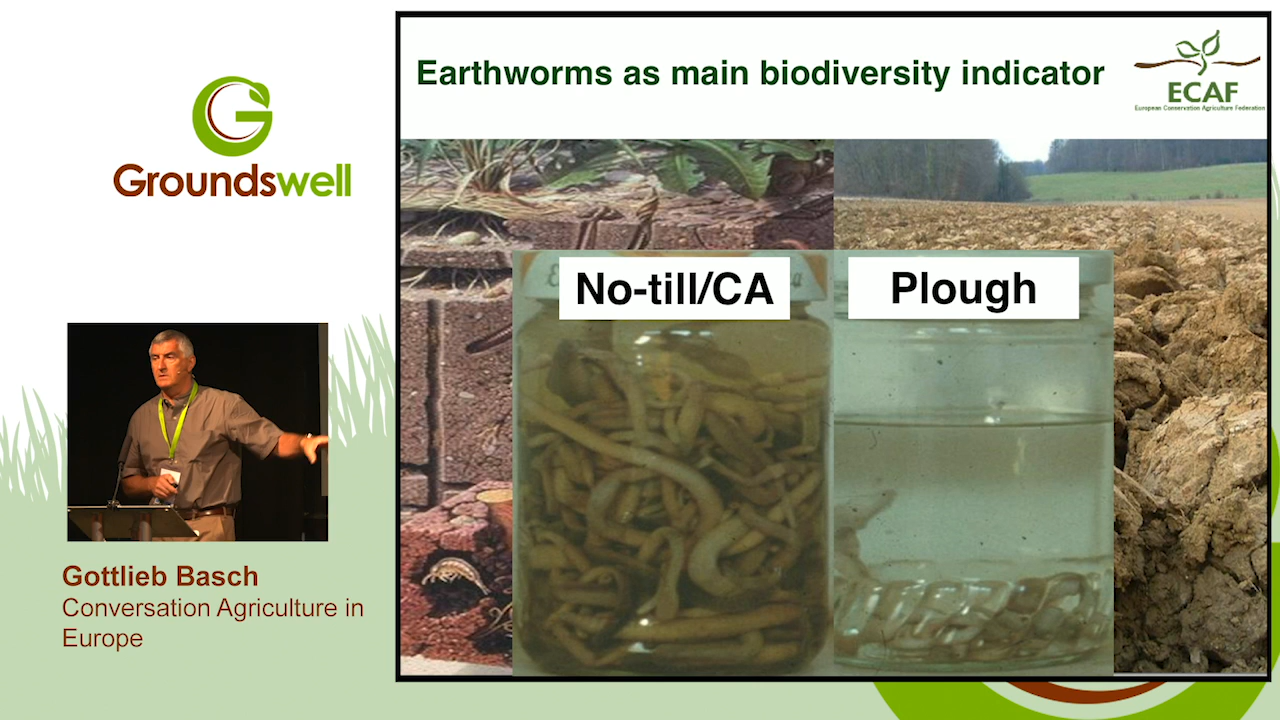 Groundswell
Gottlieb Basch
Conversation Agriculture in
Europe
Earthworms as main biodiversity indicator
ECAF
European Conservation Agriculture Federation
No-till/CA
Plough